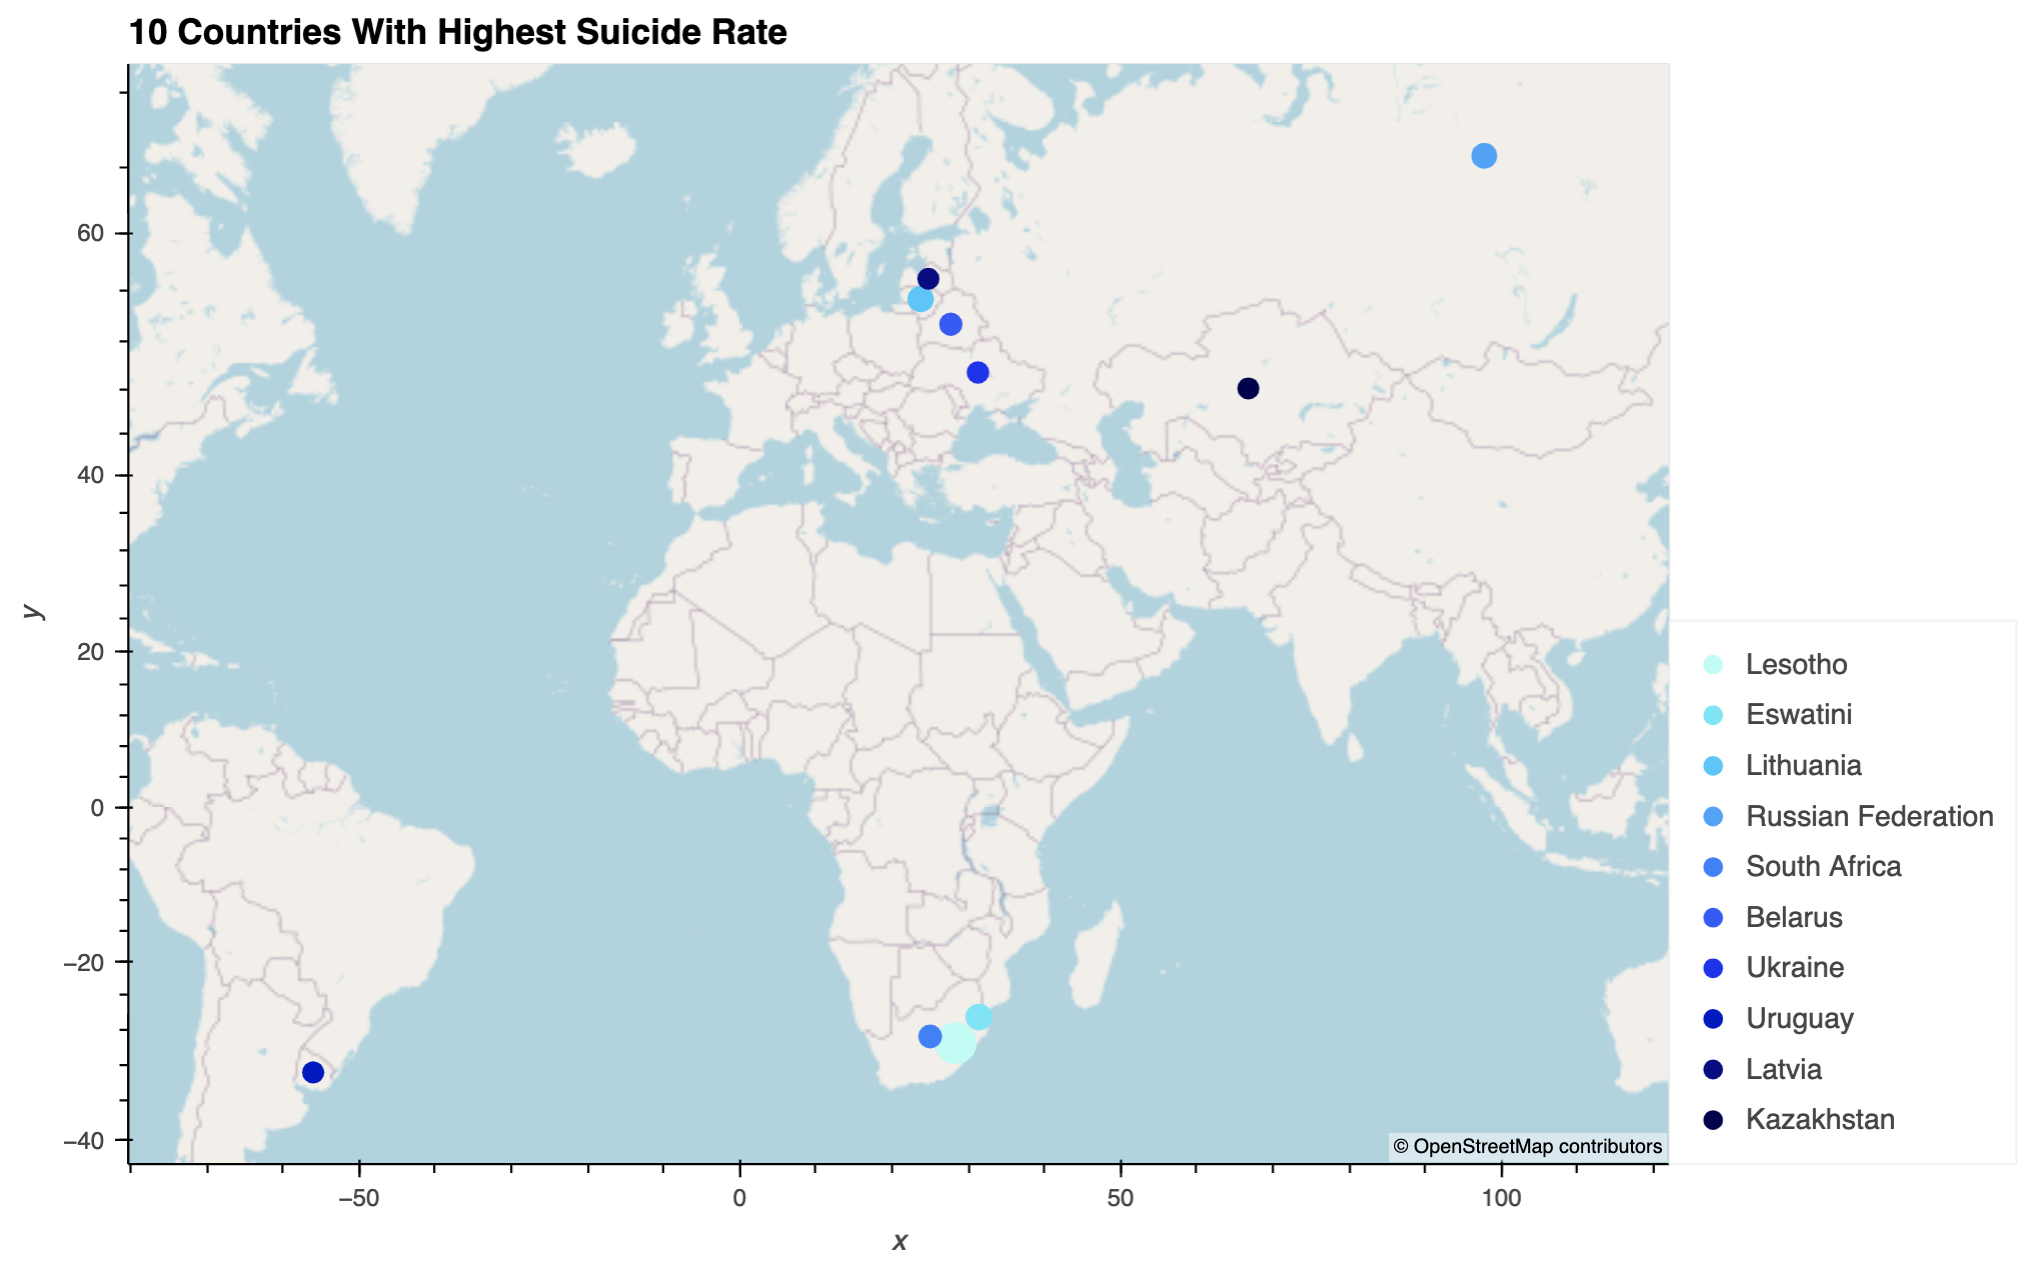 10 Countries With Highest Suicide Rate
60
40
20
0
−20
−40
y
−50
0
50
100
x
Lesotho
Eswatini
Lithuania
Russian Federation
South Africa
Belarus
Ukraine
Uruguay
Latvia
Kazakhstan
© OpenStreetMap contributors